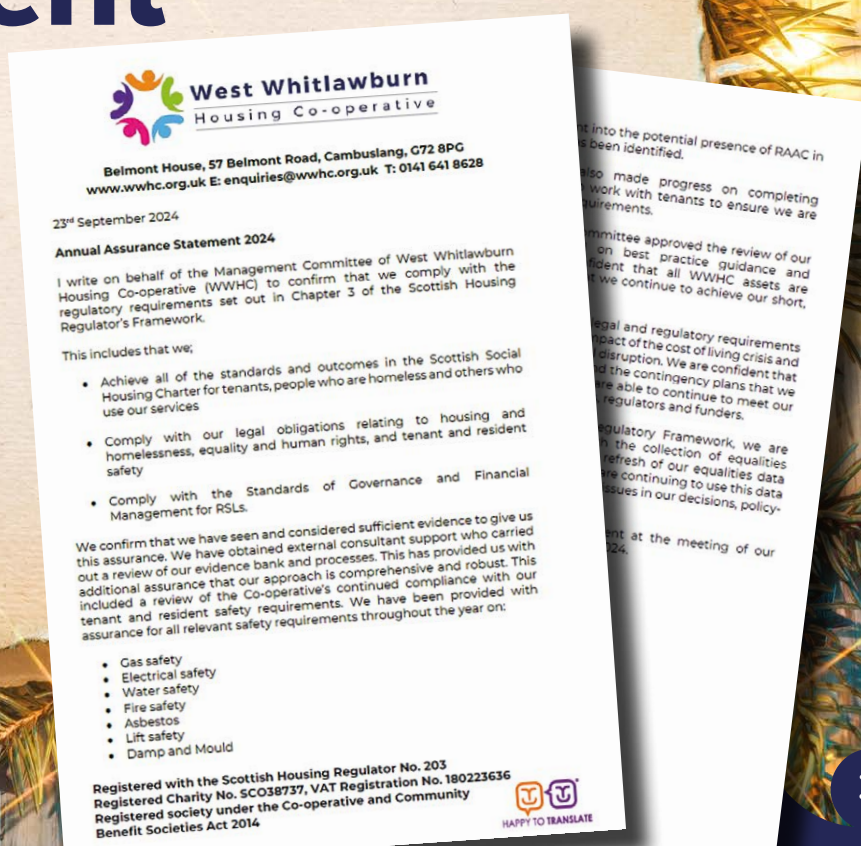 ent
West Whitlawburn
Housing Co-operative
Belmont House, 57 Belmont Road, Cambuslang, G72 8PG
www.wwhc.org.uk E: enquiries@wwhc.org.uk T: 0141 641 8628
23rd September 2024
Annual Assurance Statement 2024
I write on behalf of the Management Committee of West Whitlawburn
Housing Co-operative (WWHC) to confirm that we comply with the
regulatory requirements set out in Chapter 3 of the Scottish Housing
Regulator's Framework.
This includes that we;
• Achieve all of the standards and outcomes in the Scottish Social
Housing Charter for tenants, people who are homeless and others who
use our services
• Comply with our legal obligations relating to housing and
homelessness, equality and human rights, and tenant and resident
safety
• Comply with the Standards of Governance and Financial
Management for RSLs.
We confirm that we have seen and considered sufficient evidence to give us
this assurance. We have obtained external consultant support who carried
out a review of our evidence bank and processes. This has provided us with
additional assurance that our approach is comprehensive and robust. This
included a review of the Co-operative's continued compliance with our
tenant and resident safety requirements. We have been provided with
assurance for all relevant safety requirements throughout the year on:
• Gas safety
• Electrical safety
• Water safety
• Fire safety
• Asbestos
• Lift safety
• Damp and Mould
Registered with the Scottish Housing Regulator No. 203
Registered Charity No. SCO38737, VAT Registration No. 180223636
Registered society under the Co-operative and Community
Benefit Societies Act 2014
HAPPY TO TRANSLATE
nt into the potential presence of RAAC in
s been identified.
also made progress on completing
work with tenants to ensure we are
quirements.
ommittee approved the review of our
on best practice guidance and
fident that all WWHC assets are
t we continue to achieve our short,
legal and regulatory requirements
mpact of the cost of living crisis and
disruption. We are confident that
nd the contingency plans that we
are able to continue to meet our
, regulators and funders.
egulatory Framework, we are
h the collection of equalities
refresh of our equalities data
are continuing to use this data
issues in our decisions, policy-
ent at the meeting of our
024.